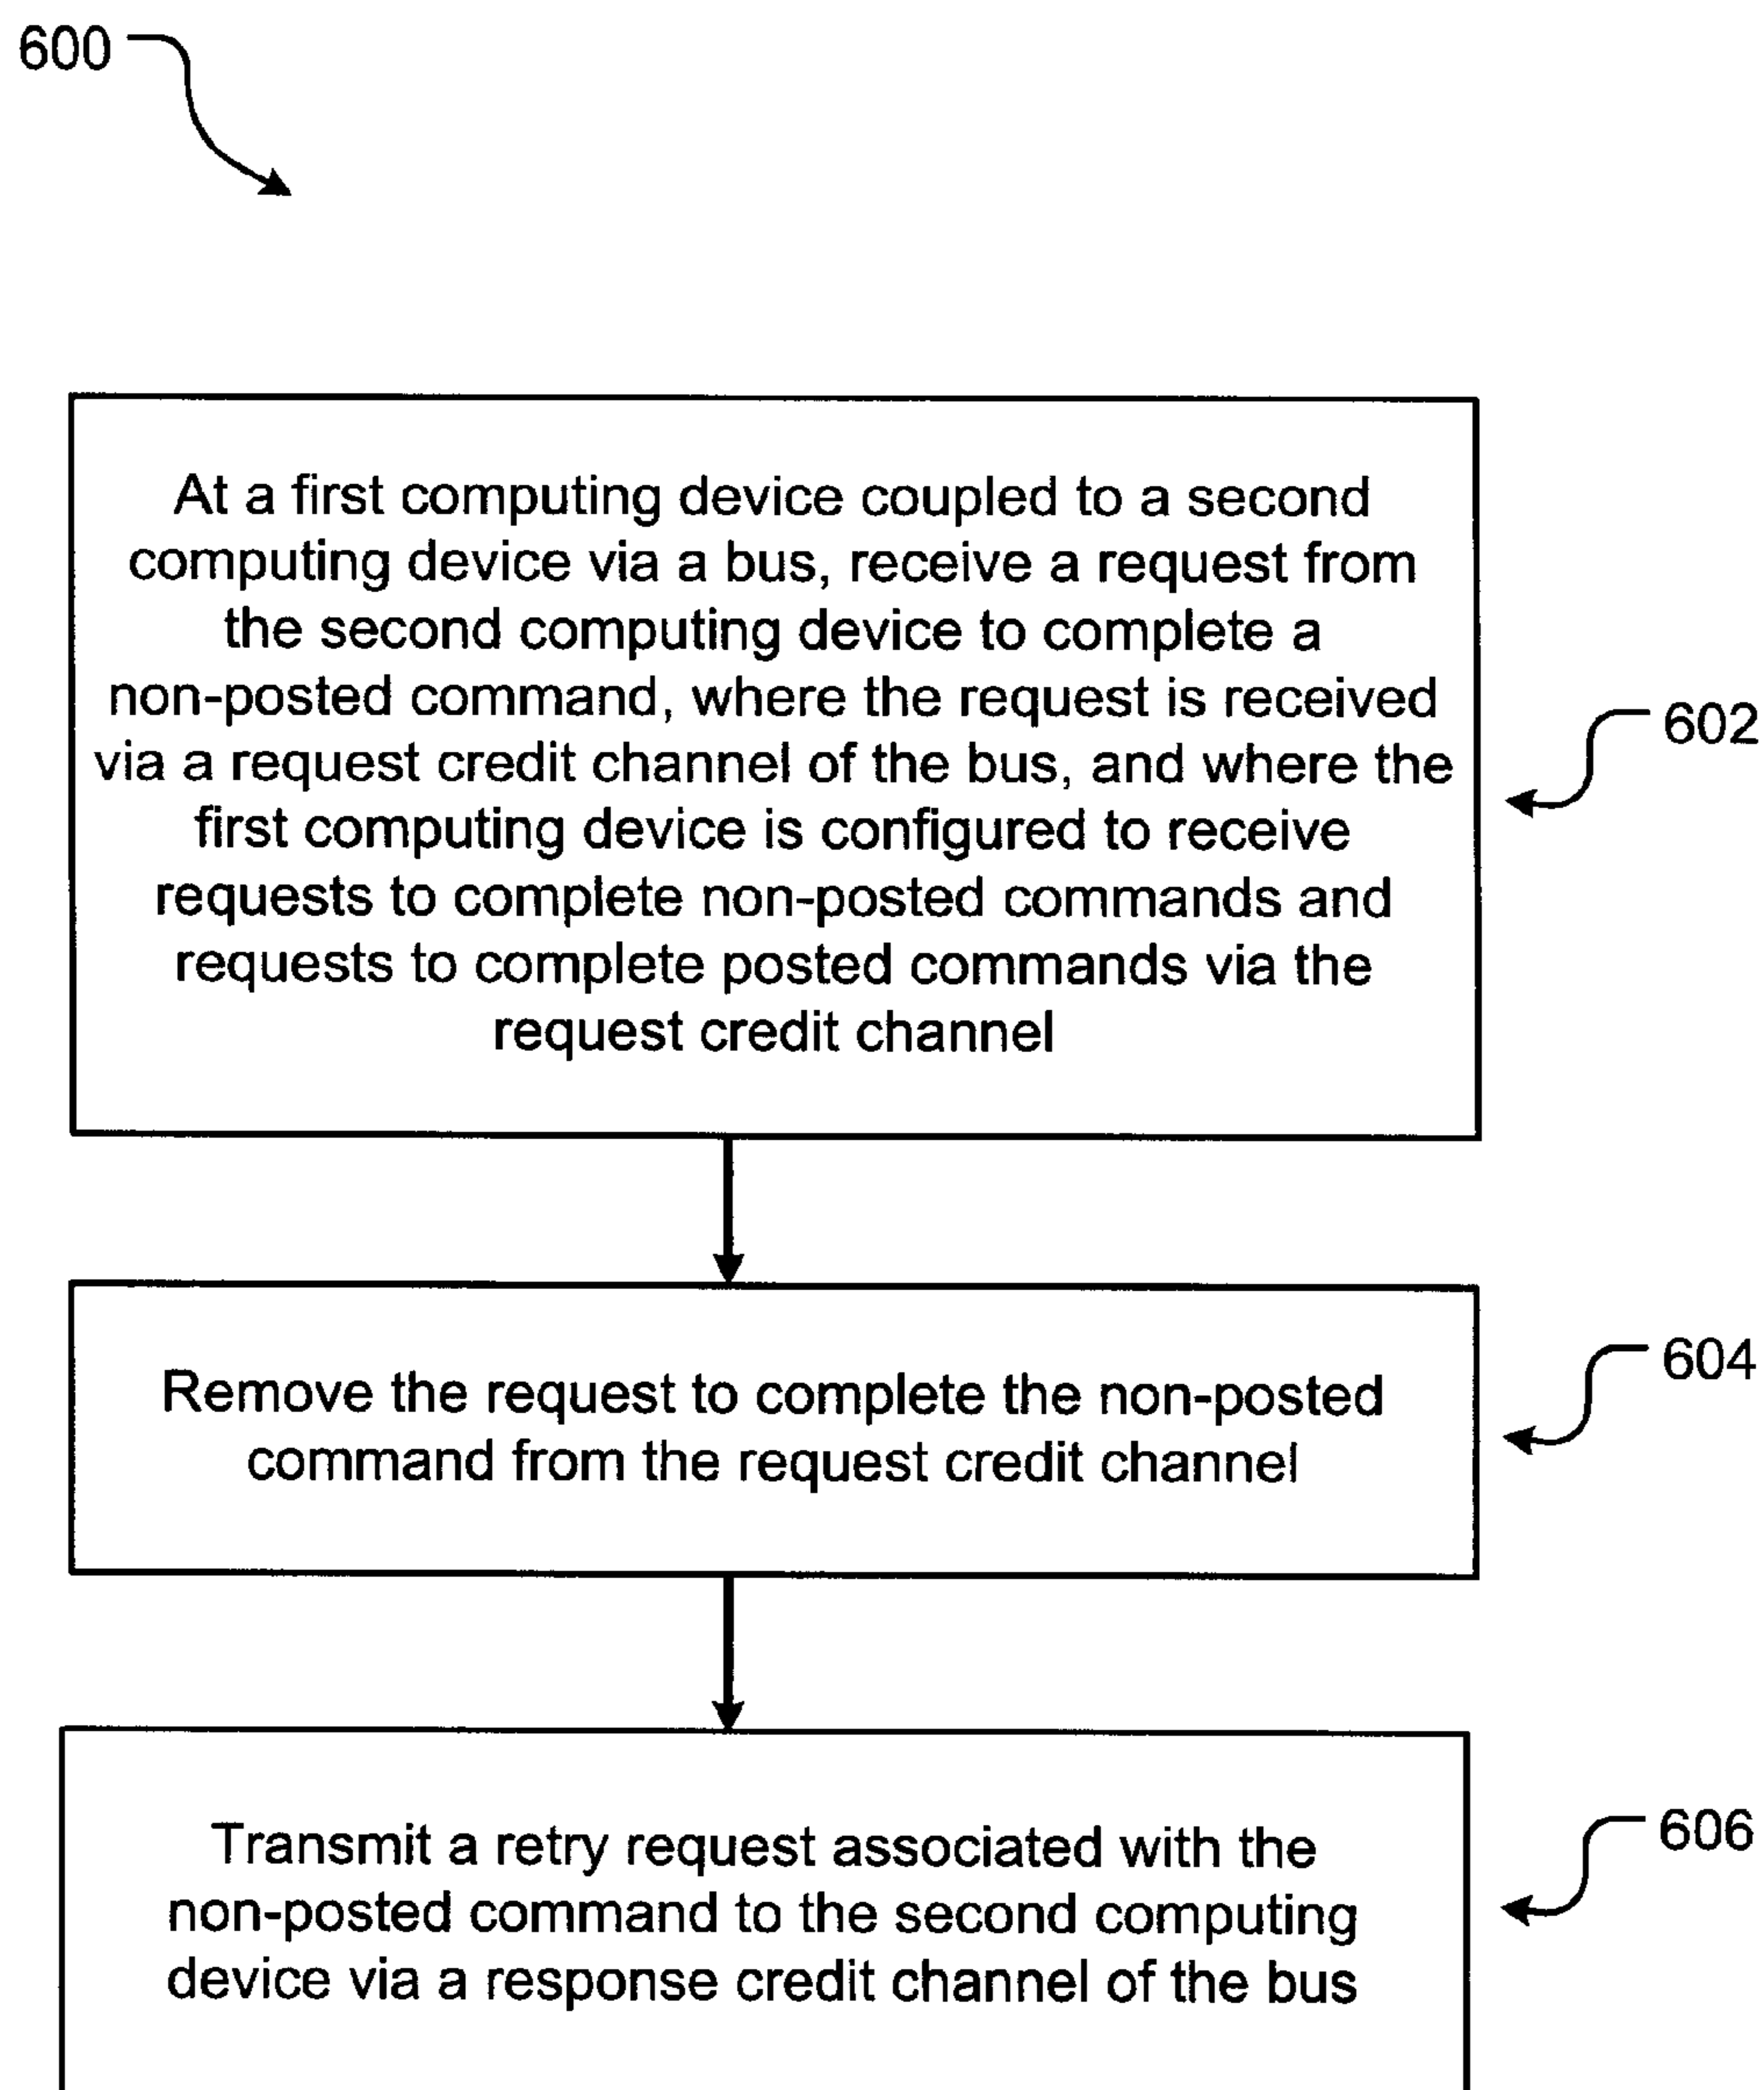 600
At a first computing device coupled to a second
computing device via a bus, receive a request from
the second computing device to complete a
non-posted command, where the request is received
via a request credit channel of the bus, and where the
first computing device is configured to receive
requests to complete non-posted commands and
requests to complete posted commands via the
request credit channel
602
Remove the request to complete the non-posted
command from the request credit channel
604
Transmit a retry request associated with the
non-posted command to the second computing
device via a response credit channel of the bus
606